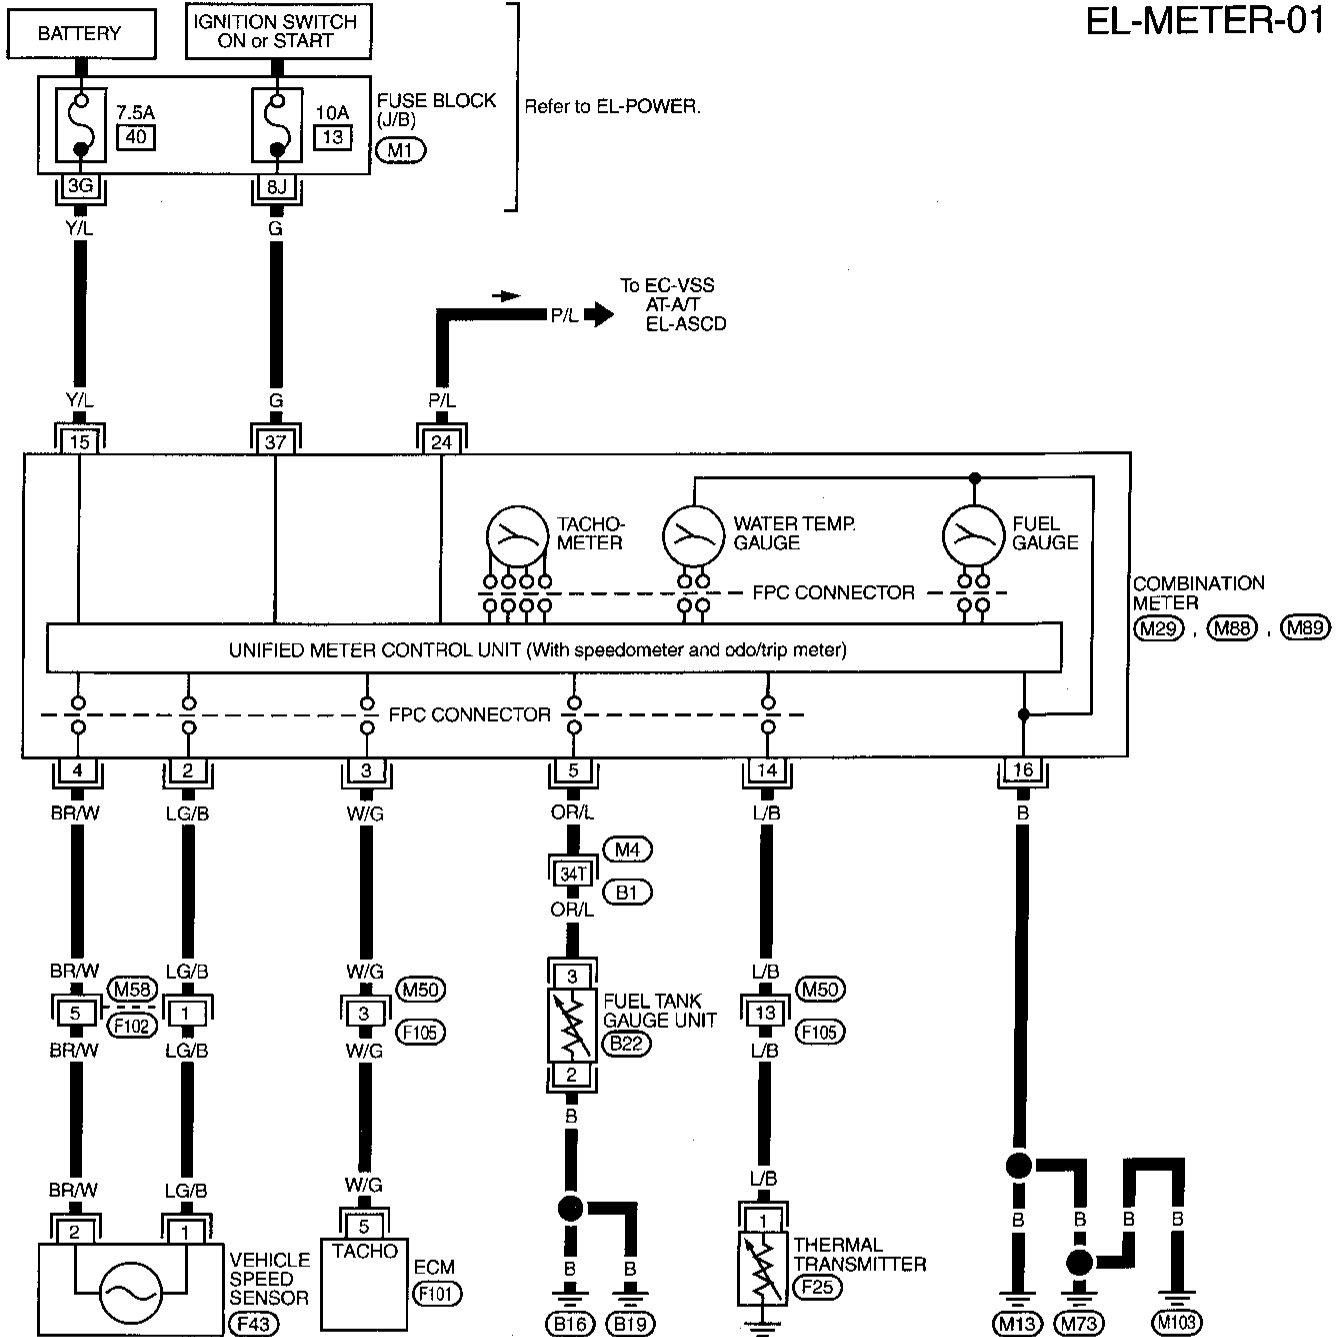 EL-METER-01
BATTERY
IGNITION SWITCH
ON or START
7.5A
40
10A
13
FUSE BLOCK
(J/B)
M1
Refer to EL-POWER.
3G
8J
Y/L
G
To EC-VSS
AT-A/T
EL-ASCD
P/L
Y/L
G
P/L
15
37
24
TACHO-
METER
WATER TEMP.
GAUGE
FUEL
GAUGE
FPC CONNECTOR
COMBINATION
METER
M29 , M88 , M89
UNIFIED METER CONTROL UNIT (With speedometer and odo/trip meter)
FPC CONNECTOR
4
2
3
5
14
16
BR/W
LG/B
W/G
OR/L
L/B
B
M4
34T
B1
OR/L
BR/W
LG/B
W/G
L/B
M58
M50
M50
5
1
3
13
F102
F105
F105
3
FUEL TANK
GAUGE UNIT
B22
2
BR/W
LG/B
W/G
L/B
B
BR/W
LG/B
W/G
L/B
2
1
5
1
B
B
B
B
TACHO
VEHICLE
SPEED
SENSOR
F43
ECM
F101
B
B
B16
B19
THERMAL
TRANSMITTER
F25
M13
M73
M103